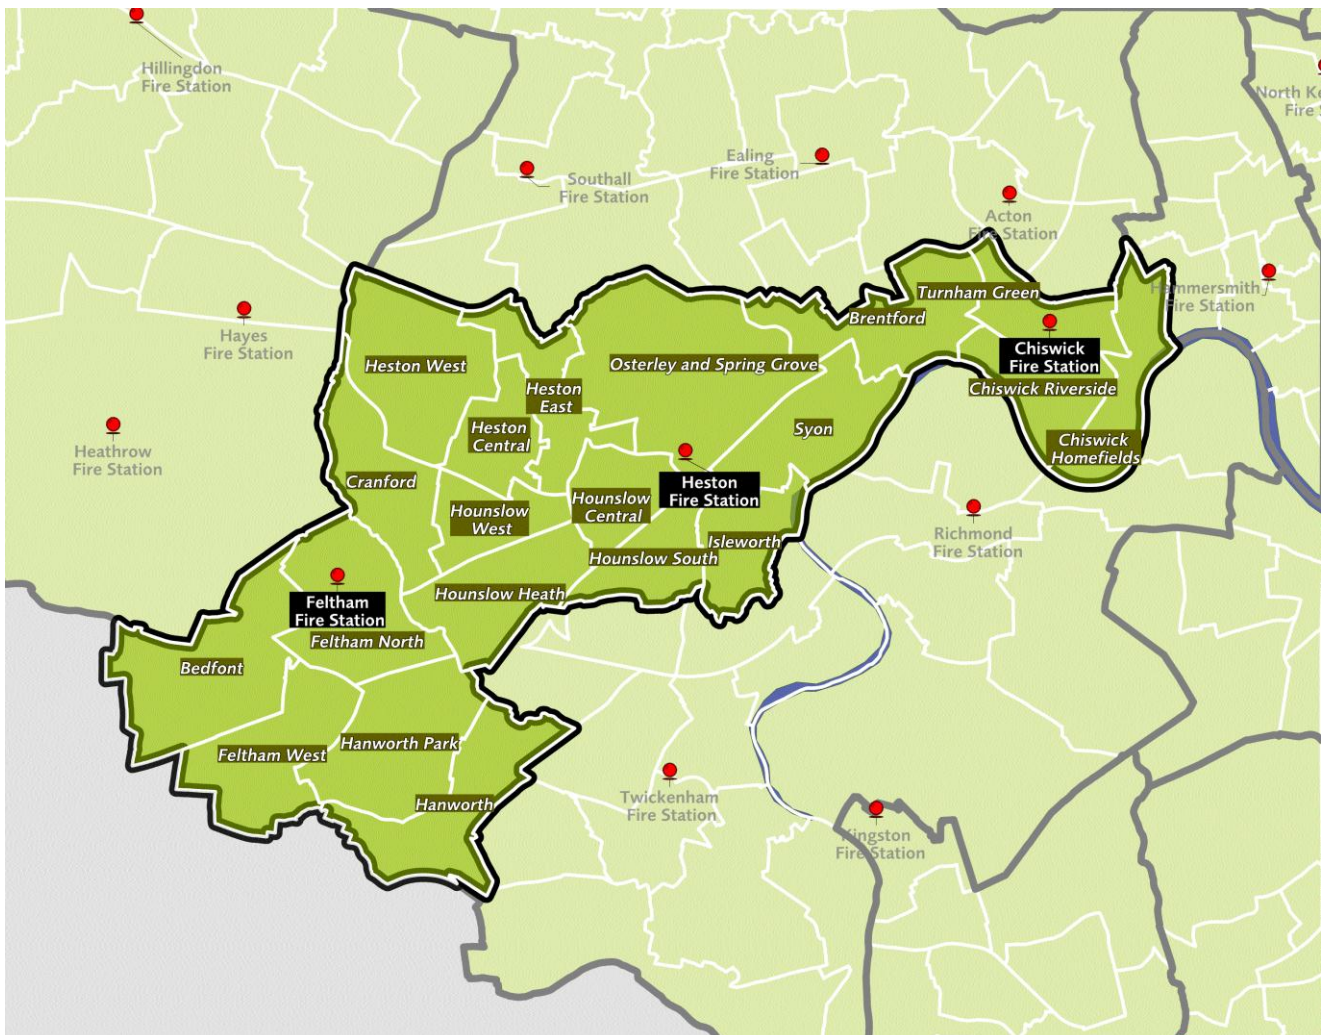 Hillingdon
Fire Station
North Ke
Fire S
Ealing
Fire Station
Southall
Fire Station
Acton
Fire Station
Hammersmith
Fire Station
Turnham Green
Brentford
Hayes
Fire Station
Chiswick
Fire Station
Heston West
Osterley and Spring Grove
Heston
East
Chiswick Riverside
Heston
Central
Syon
Chiswick
Homefields
Heathrow
Fire Station
Cranford
Heston
Fire Station
Hounslow
Central
Hounslow
West
Richmond
Fire Station
Isleworth
Hounslow South
Hounslow Heath
Feltham
Fire Station
Feltham North
Bedfont
Hanworth Park
Feltham West
Hanworth
Twickenham
Fire Station
Kingston
Fire Station